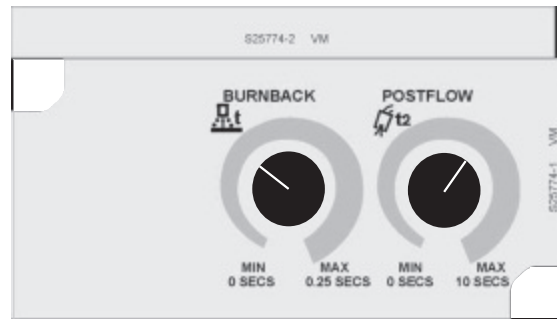 S25774-2 VM
BURNBACK
t
POSTFLOW
t2
MIN
0 SECS
MAX
0.25 SECS
MIN
0 SECS
MAX
10 SECS
S25774-1 VM